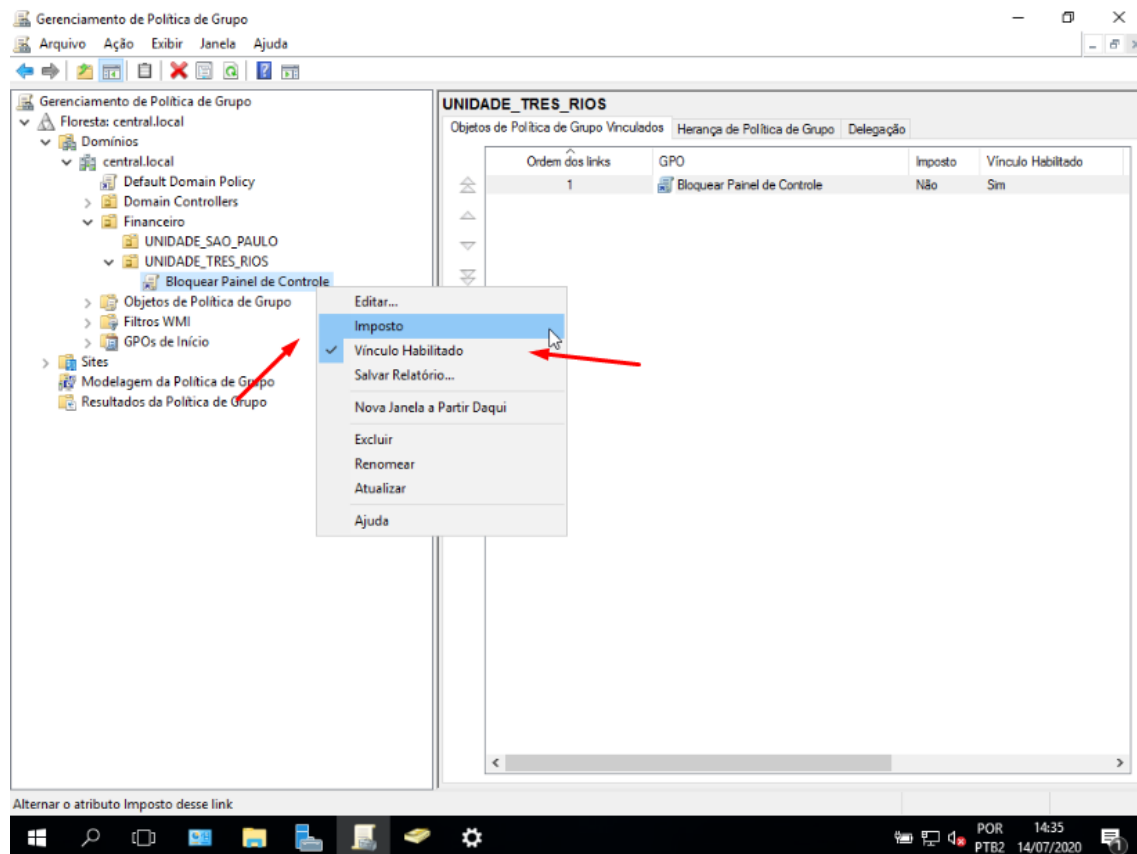 Gerenciamento de Política de Grupo
Arquivo Ação Exibir Janela Ajuda
Gerenciamento de Política de Grupo
Floresta: central.local
Domínios
central.local
Default Domain Policy
Domain Controllers
Financeiro
UNIDADE_SAO_PAULO
UNIDADE_TRES_RIOS
Bloquear Painel de Controle
Objetos de Política de Grupo
Filtros WMI
GPOs de Início
Sites
Modelagem da Política de Grupo
Resultados da Política de Grupo
UNIDADE_TRES_RIOS
Objetos de Política de Grupo Vinculados Herança de Política de Grupo Delegação
Ordem dos links GPO Imposto Vínculo Habilitado
1 Bloquear Painel de Controle Não Sim
Editar...
Imposto
Vínculo Habilitado
Salvar Relatório...
Nova Janela a Partir Daqui
Excluir
Renomear
Atualizar
Ajuda
Alternar o atributo Imposto desse link
POR 14:35
PTB2 14/07/2020
1